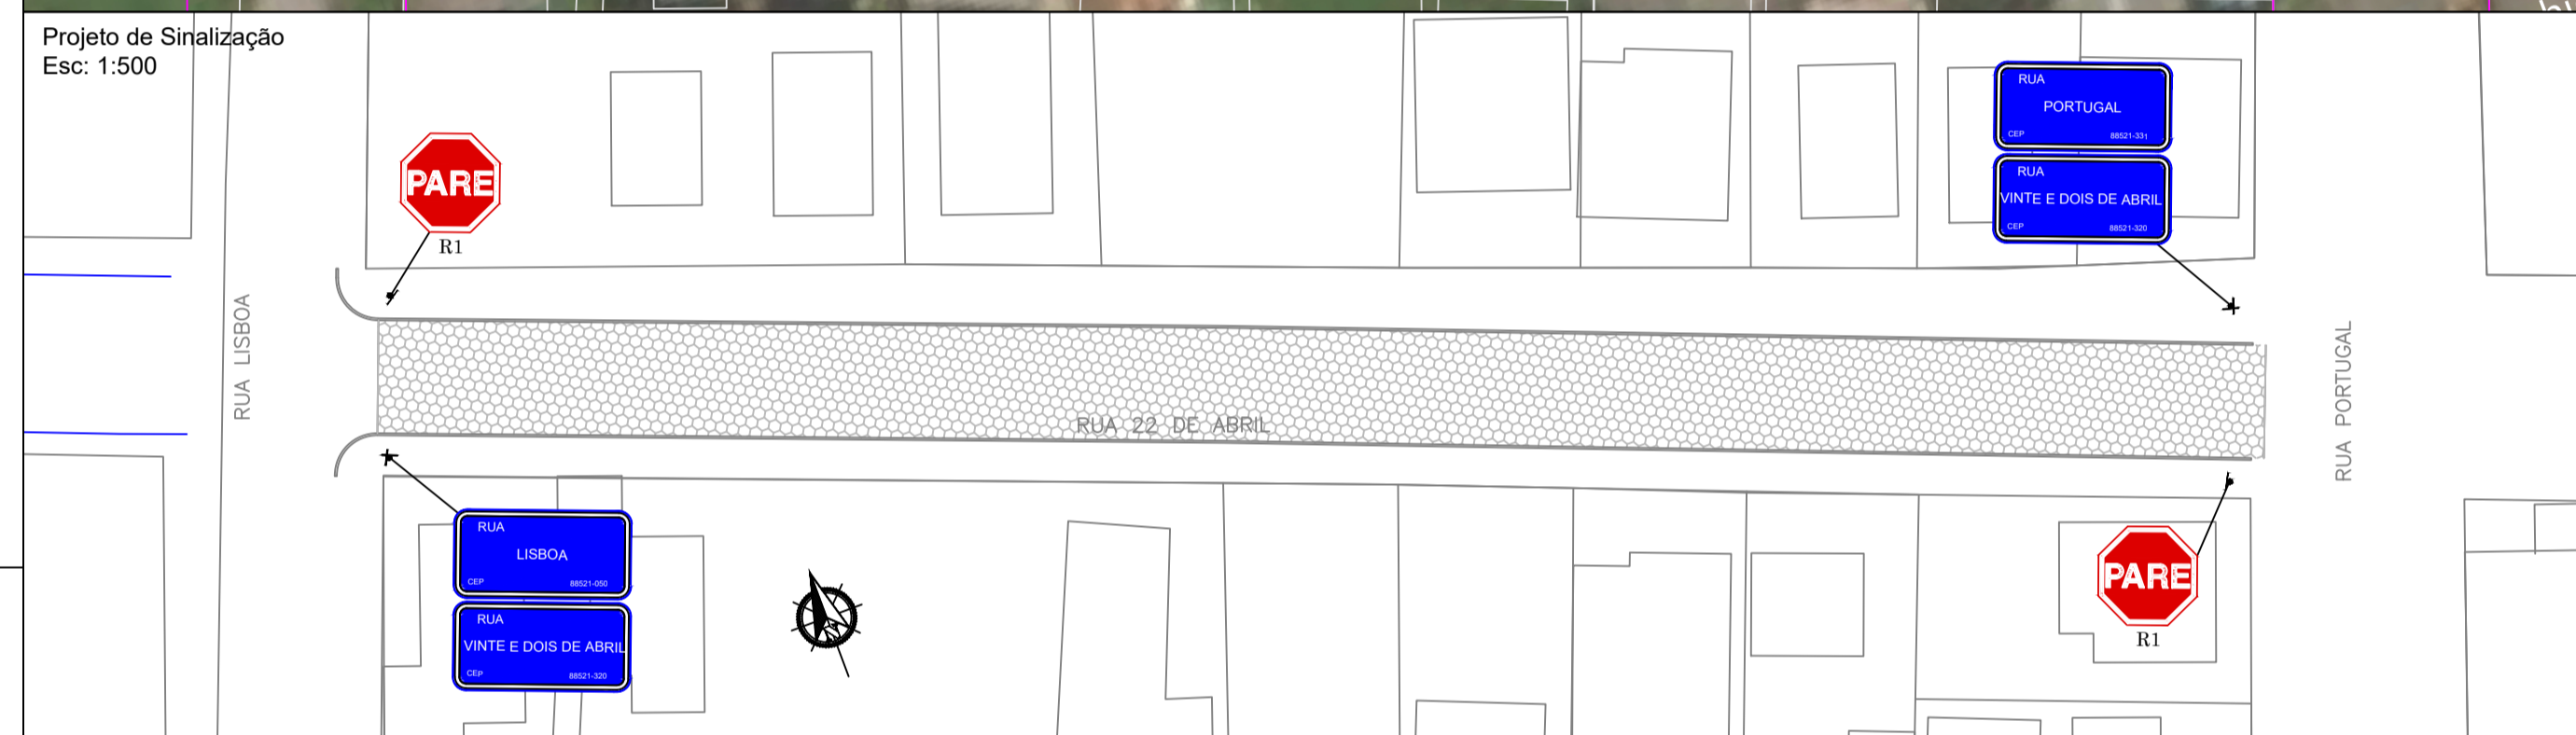 Projeto de Sinalização
Esc: 1:500
PARE
R1
RUA
PORTUGAL
CEP 88521-331
RUA
VINTE E DOIS DE ABRIL
CEP 88521-320
RUA LISBOA
RUA 22 DE ABRIL
RUA PORTUGAL
RUA
LISBOA
CEP 88521-050
RUA
VINTE E DOIS DE ABRIL
CEP 88521-320
N
PARE
R1